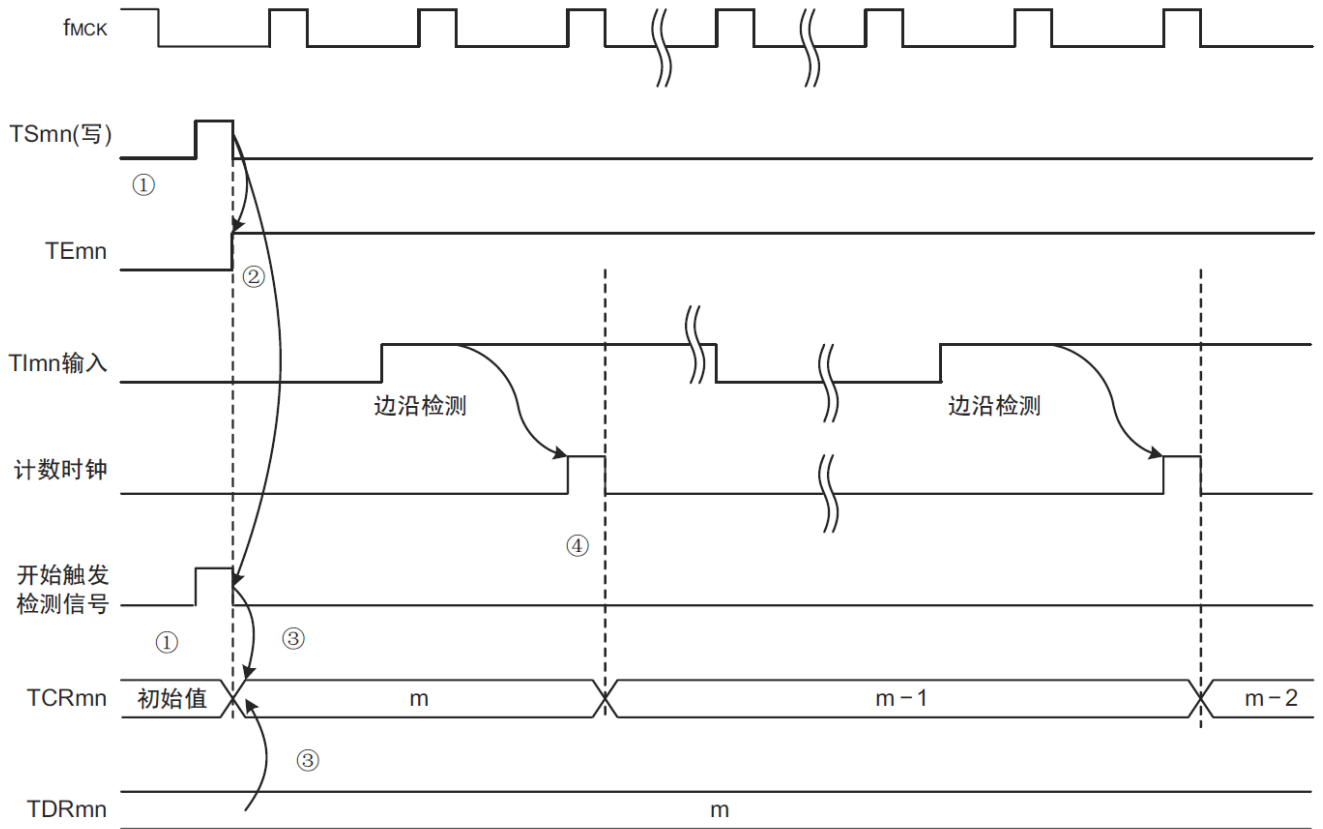 fMCK
TSmn(写)
①
TEmn
②
TImn输入
边沿检测
边沿检测
计数时钟
④
开始触发
检测信号
①
③
TCRmn
初始值
m
m-1
m-2
③
TDRmn
m